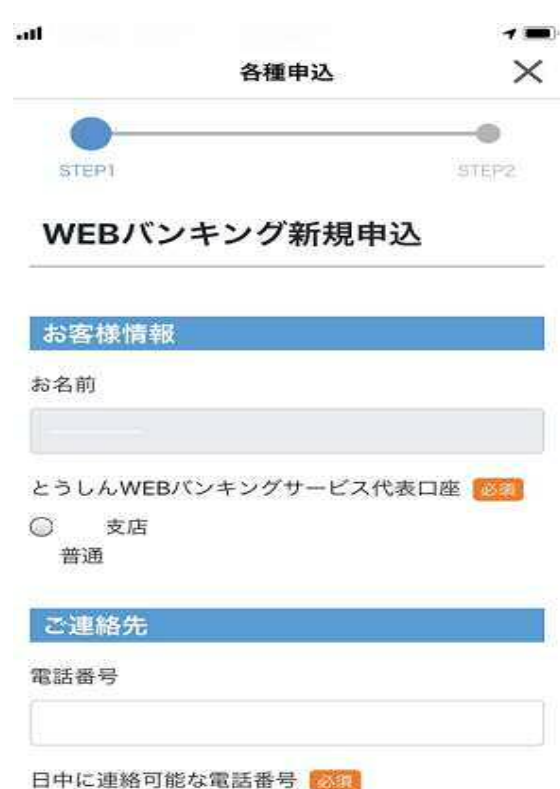 各種申込
STEP1
STEP2
WEBバンキング新規申込
お客様情報
お名前
とうしんWEBバンキングサービス代表口座 必須
支店
普通
ご連絡先
電話番号
日中に連絡可能な電話番号 必須